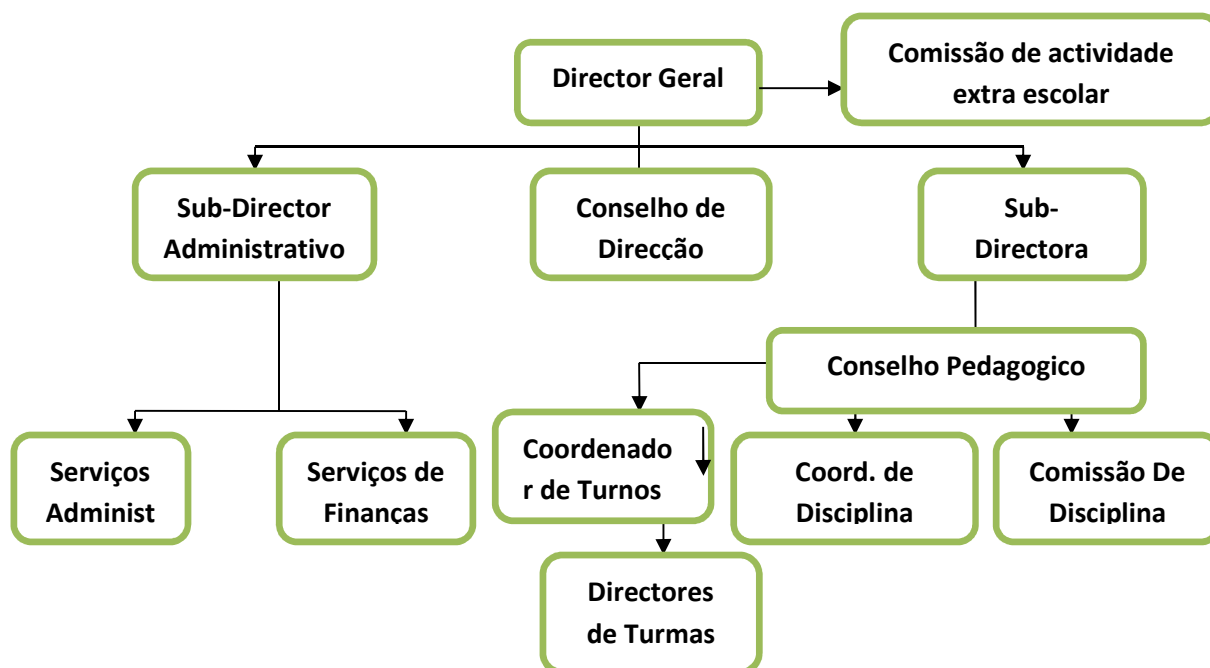 Director Geral
Comissão de actividade
extra escolar
Sub-Director
Administrativo
Conselho de
Direcção
Sub-
Directora
Conselho Pedagogico
Serviços
Administ
Serviços de
Finanças
Coordenado
r de Turnos
Coord. de
Disciplina
Comissão De
Disciplina
Directores
de Turmas